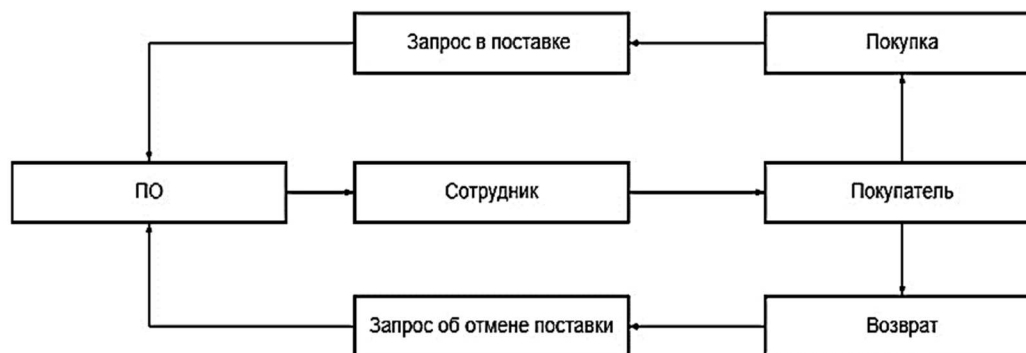 Запрос в поставке
Покупка
ПО
Сотрудник
Покупатель
Запрос об отмене поставки
Возврат